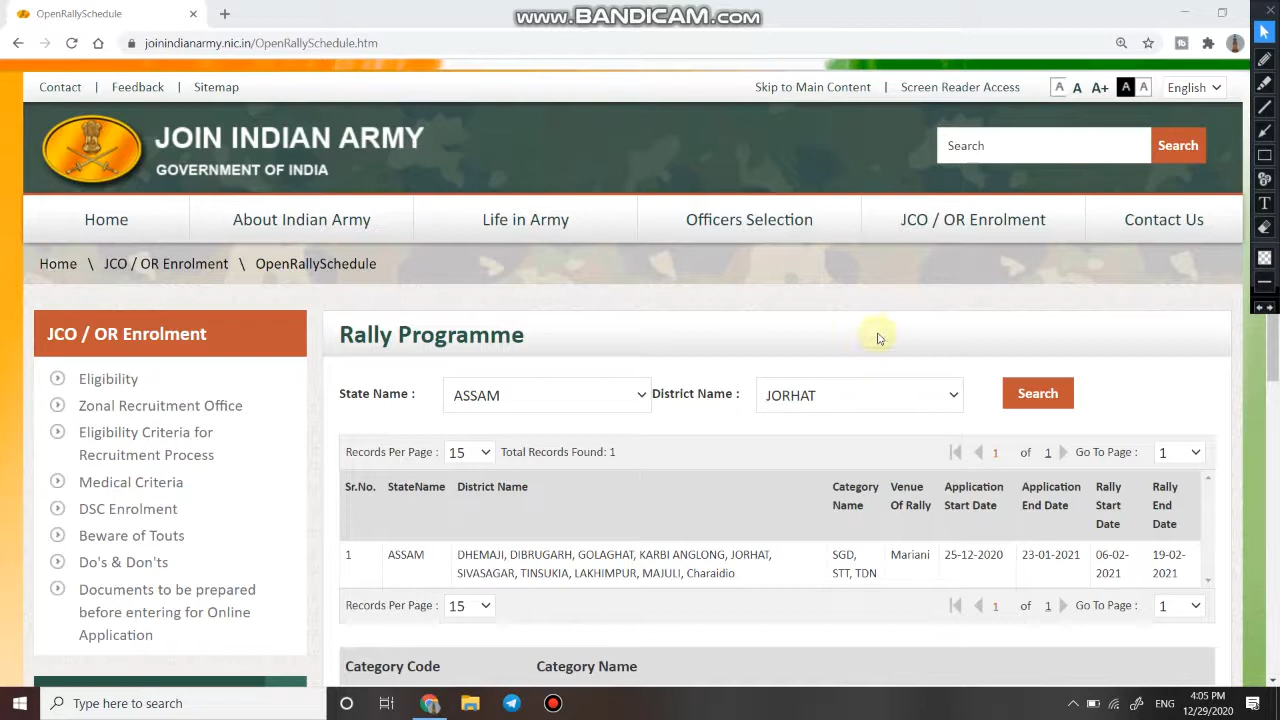 OpenRallySchedule
www.BANDICAM.com
joinindianarmy.nic.in/OpenRallySchedule.htm
Contact | Feedback | Sitemap
Skip to Main Content | Screen Reader Access A A A+ A A English
JOIN INDIAN ARMY
GOVERNMENT OF INDIA
Search Search
Home About Indian Army Life in Army Officers Selection JCO / OR Enrolment Contact Us
Home \ JCO / OR Enrolment \ OpenRallySchedule
JCO / OR Enrolment
Eligibility
Zonal Recruitment Office
Eligibility Criteria for
Recruitment Process
Medical Criteria
DSC Enrolment
Beware of Touts
Do's & Don'ts
Documents to be prepared
before entering for Online
Application
Rally Programme
State Name : ASSAM District Name : JORHAT Search
Records Per Page : 15 Total Records Found: 1 1 of 1 Go To Page : 1
Sr.No. StateName District Name Category Venue Application Application Rally Rally
Name Of Rally Start Date End Date Start End
Date Date
1 ASSAM DHEMAJI, DIBRUGARH, GOLAGHAT, KARBI ANGLONG, JORHAT, SGD, Mariani 25-12-2020 23-01-2021 06-02- 19-02-
SIVASAGAR, TINSUKIA, LAKHIMPUR, MAJULI, Charaidio STT, TDN 2021 2021
Records Per Page : 15 1 of 1 Go To Page : 1
Category Code Category Name
Type here to search
ENG
4:05 PM
12/29/2020